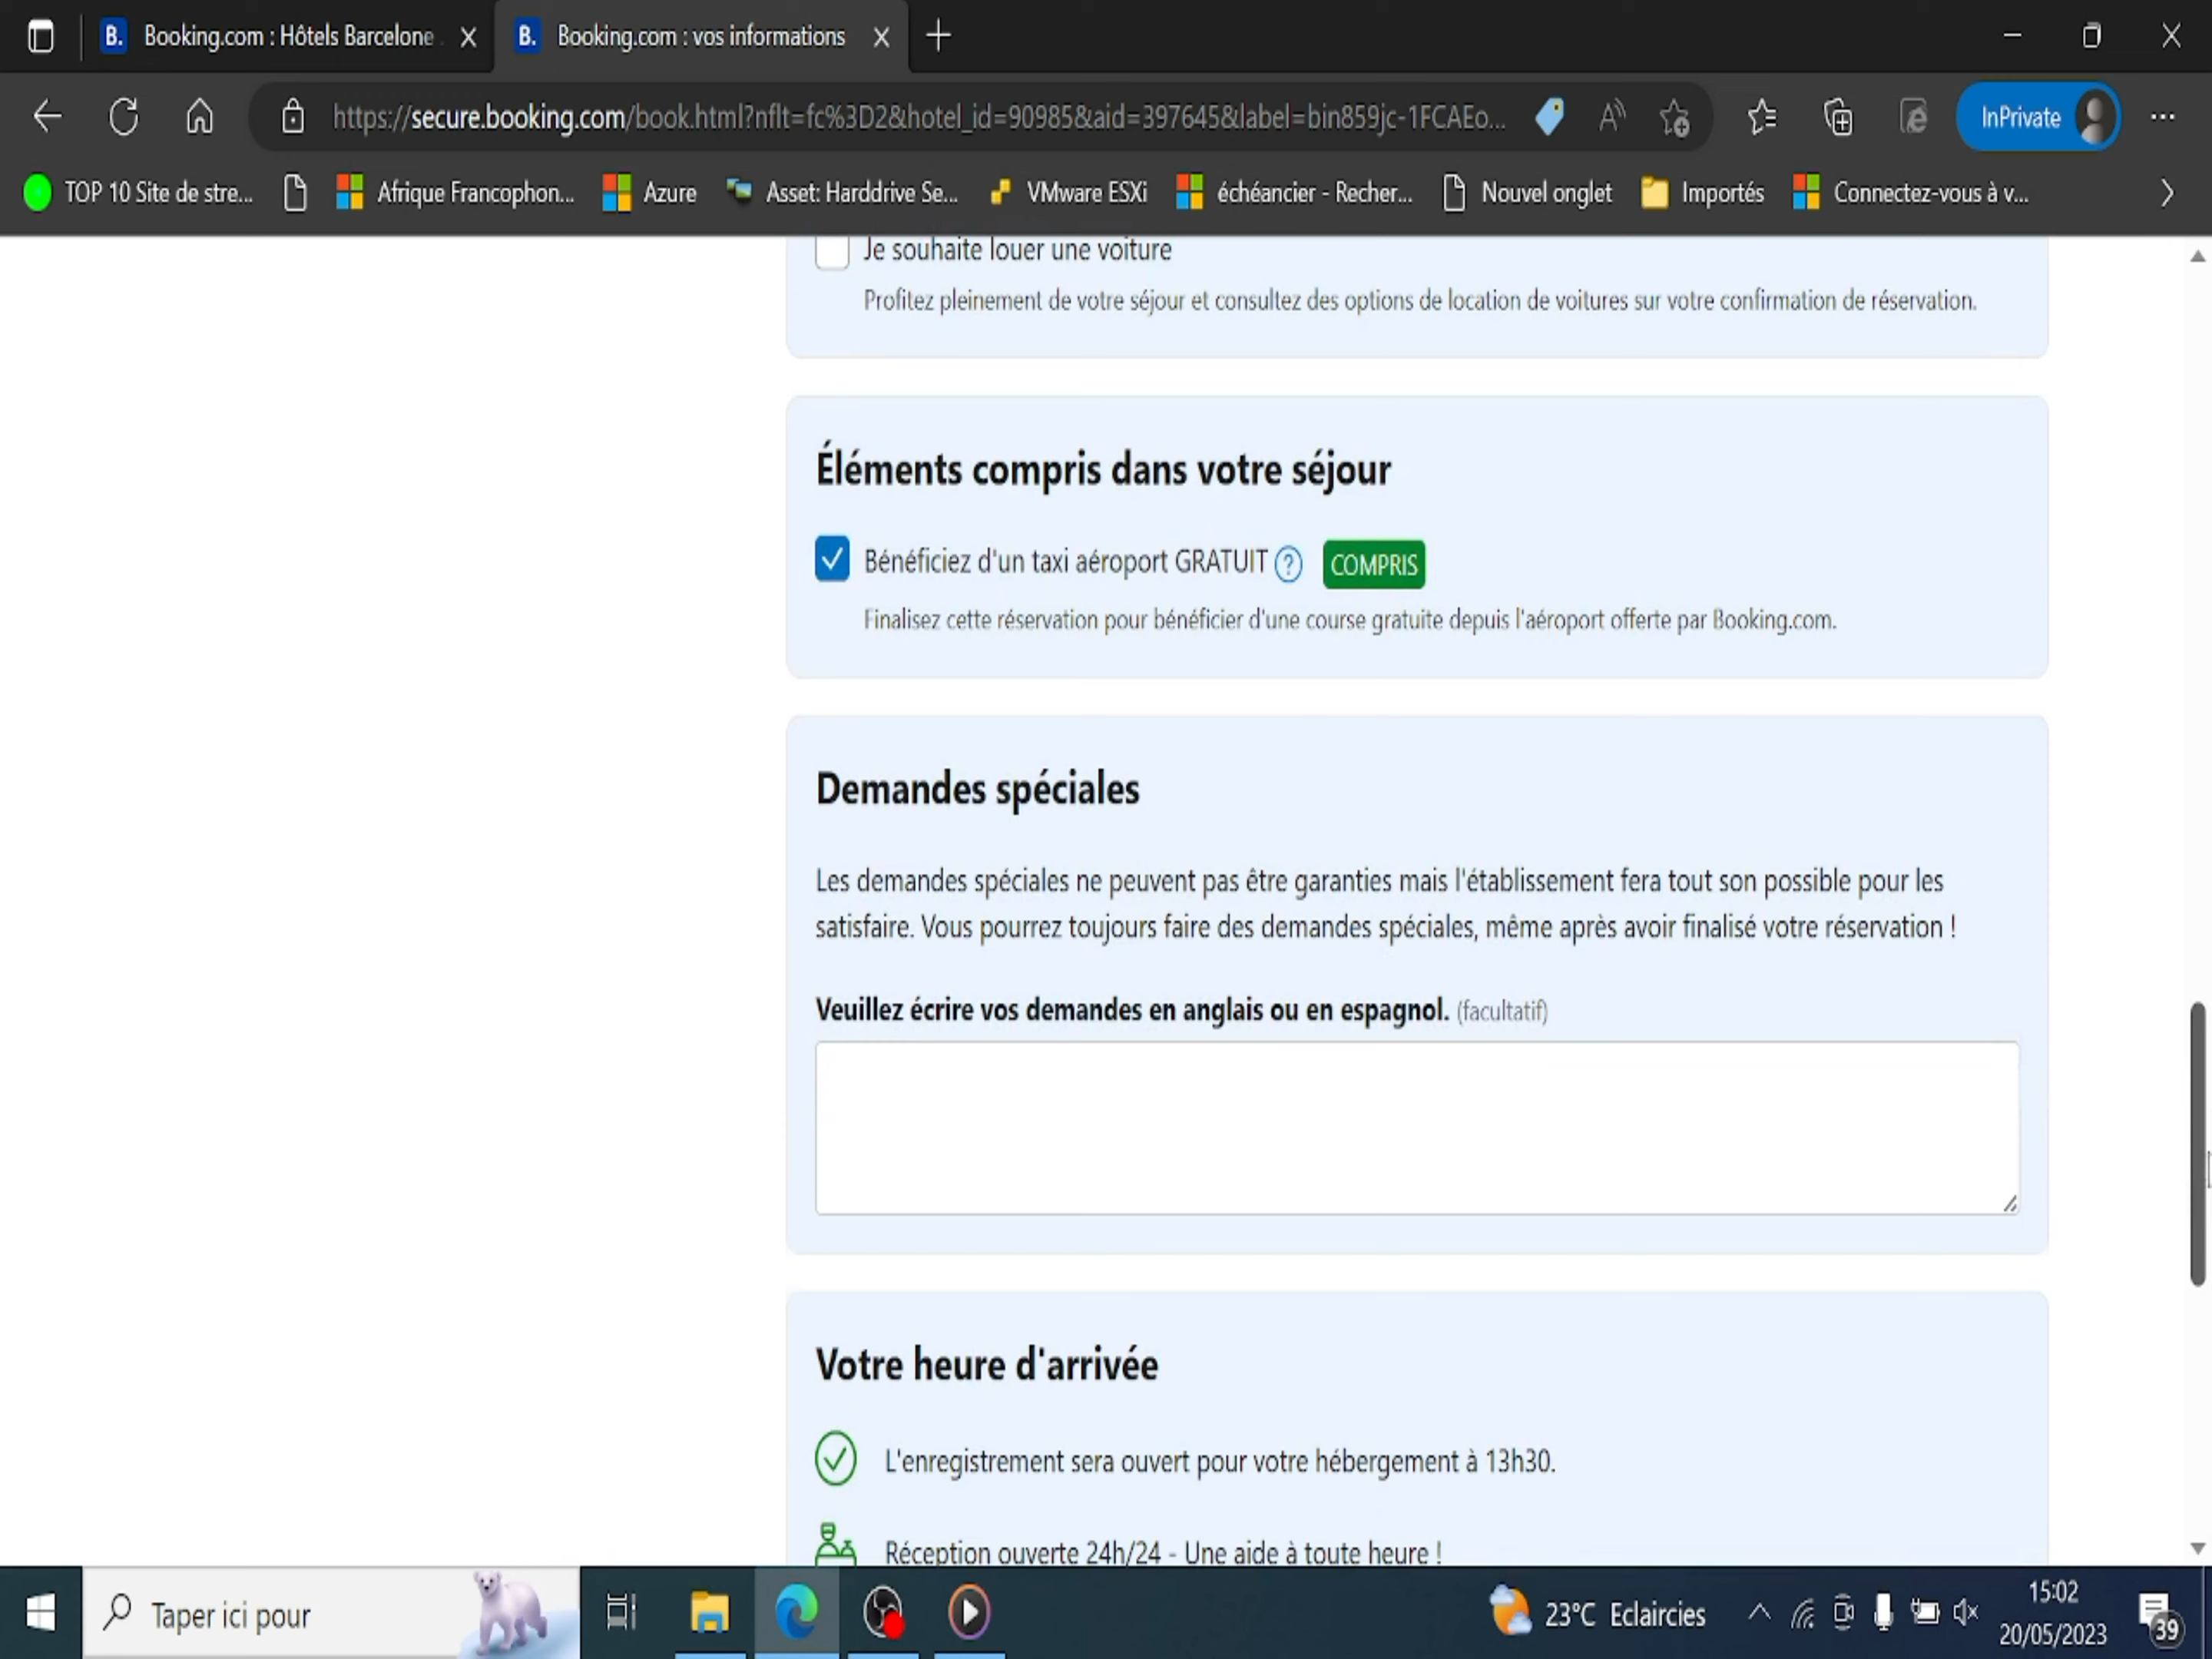 Booking.com : Hôtels Barcelone
Booking.com : vos informations
https://secure.booking.com/book.html?nflt=fc%3D2&hotel_id=90985&aid=397645&label=bin859jc-1FCAEo...
InPrivate
TOP 10 Site de stre...
Afrique Francophon...
Azure
Asset: Harddrive Se...
VMware ESXi
échéancier - Recher...
Nouvel onglet
Importés
Connectez-vous à v...
Je souhaite louer une voiture
Profitez pleinement de votre séjour et consultez des options de location de voitures sur votre confirmation de réservation.
Éléments compris dans votre séjour
Bénéficiez d'un taxi aéroport GRATUIT ? COMPRIS
Finalisez cette réservation pour bénéficier d'une course gratuite depuis l'aéroport offerte par Booking.com.
Demandes spéciales
Les demandes spéciales ne peuvent pas être garanties mais l'établissement fera tout son possible pour les
satisfaire. Vous pourrez toujours faire des demandes spéciales, même après avoir finalisé votre réservation !
Veuillez écrire vos demandes en anglais ou en espagnol. (facultatif)
Votre heure d'arrivée
L'enregistrement sera ouvert pour votre hébergement à 13h30.
Réception ouverte 24h/24 - Une aide à toute heure !
Taper ici pour
23°C Eclaircies
15:02
20/05/2023
39